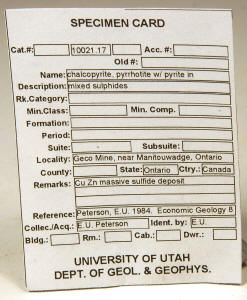 SPECIMEN CARD
Cat.#: 10021.17 Acc. #:
Old #:
Name: chalcopyrite, pyrrhotite w/ pyrite in
Description: mixed sulphides
Rk.Category:
Min.Class: Min. Comp.
Formation:
Period:
Suite: Subsuite:
Locality: Geco Mine, near Manitouwadge, Ontario
County: State: Ontario Ctry.: Canada
Remarks: Cu Zn massive sulfide deposit
Reference: Peterson, E.U. 1984. Economic Geology 8
Collec./Acq.: E.U. Peterson Ident. by: E.U.
Bldg.: Rm.: Cab.: Dwr.:
UNIVERSITY OF UTAH
DEPT. OF GEOL. & GEOPHYS.